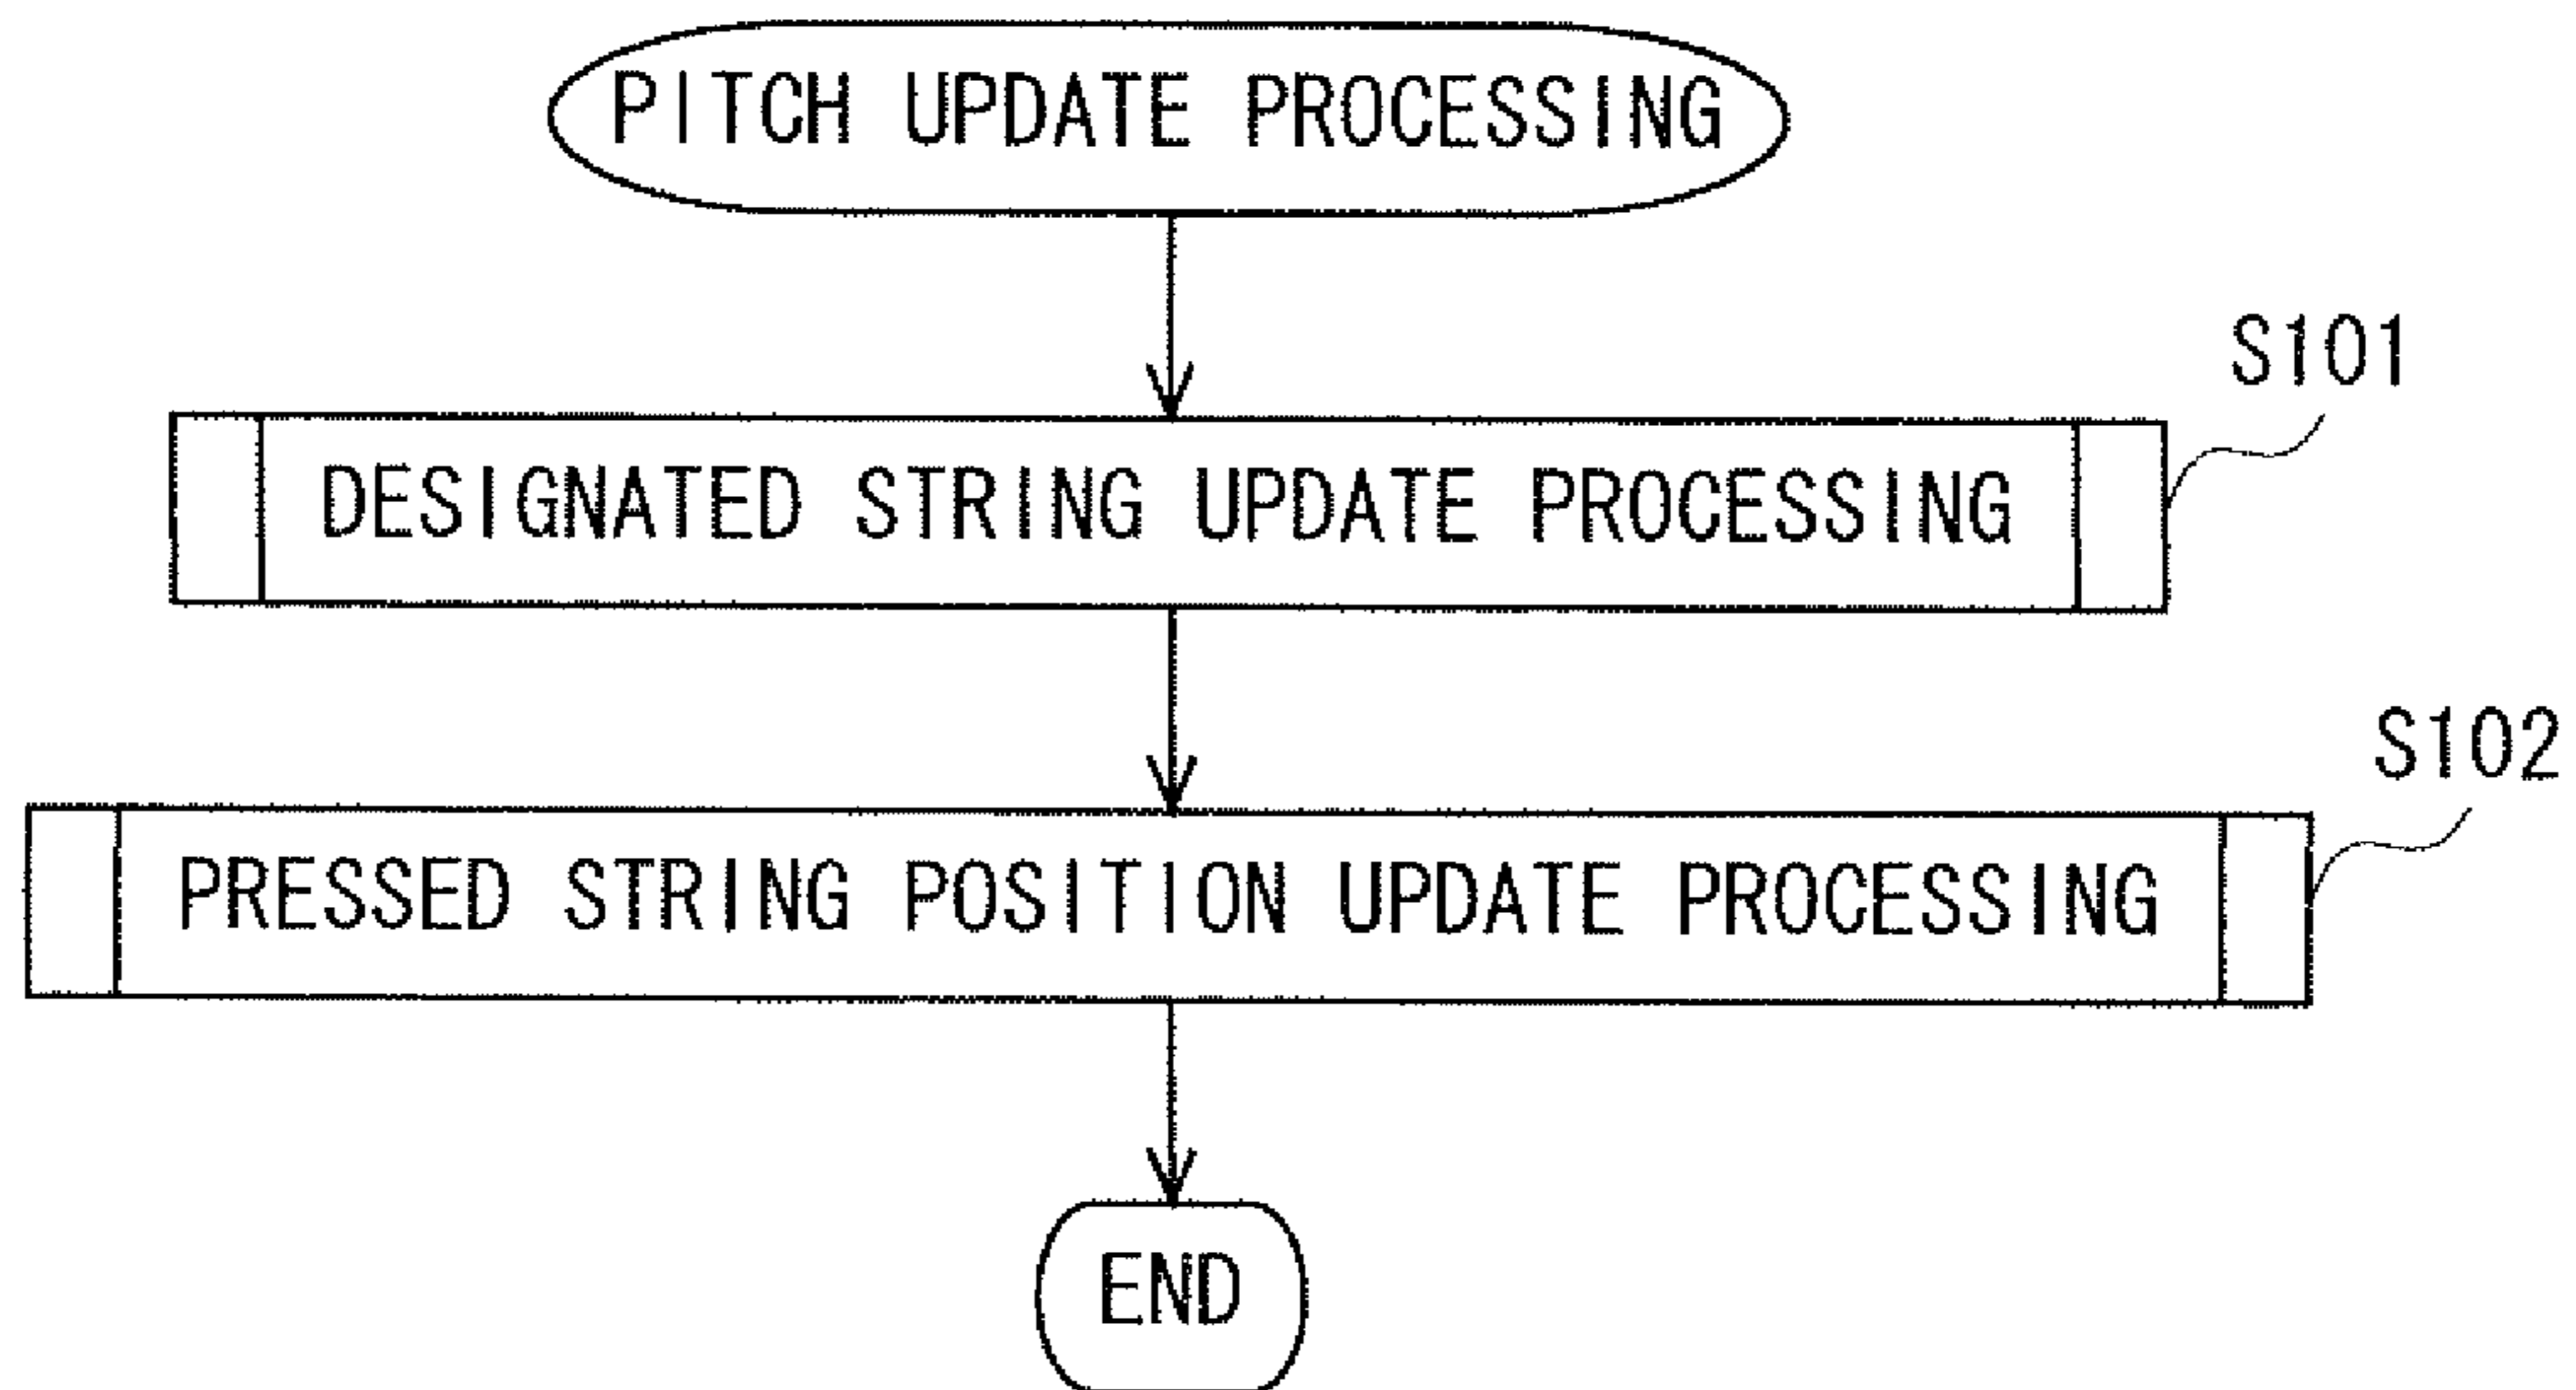 PITCH UPDATE PROCESSING
S101
DESIGNATED STRING UPDATE PROCESSING
S102
PRESSED STRING POSITION UPDATE PROCESSING
END